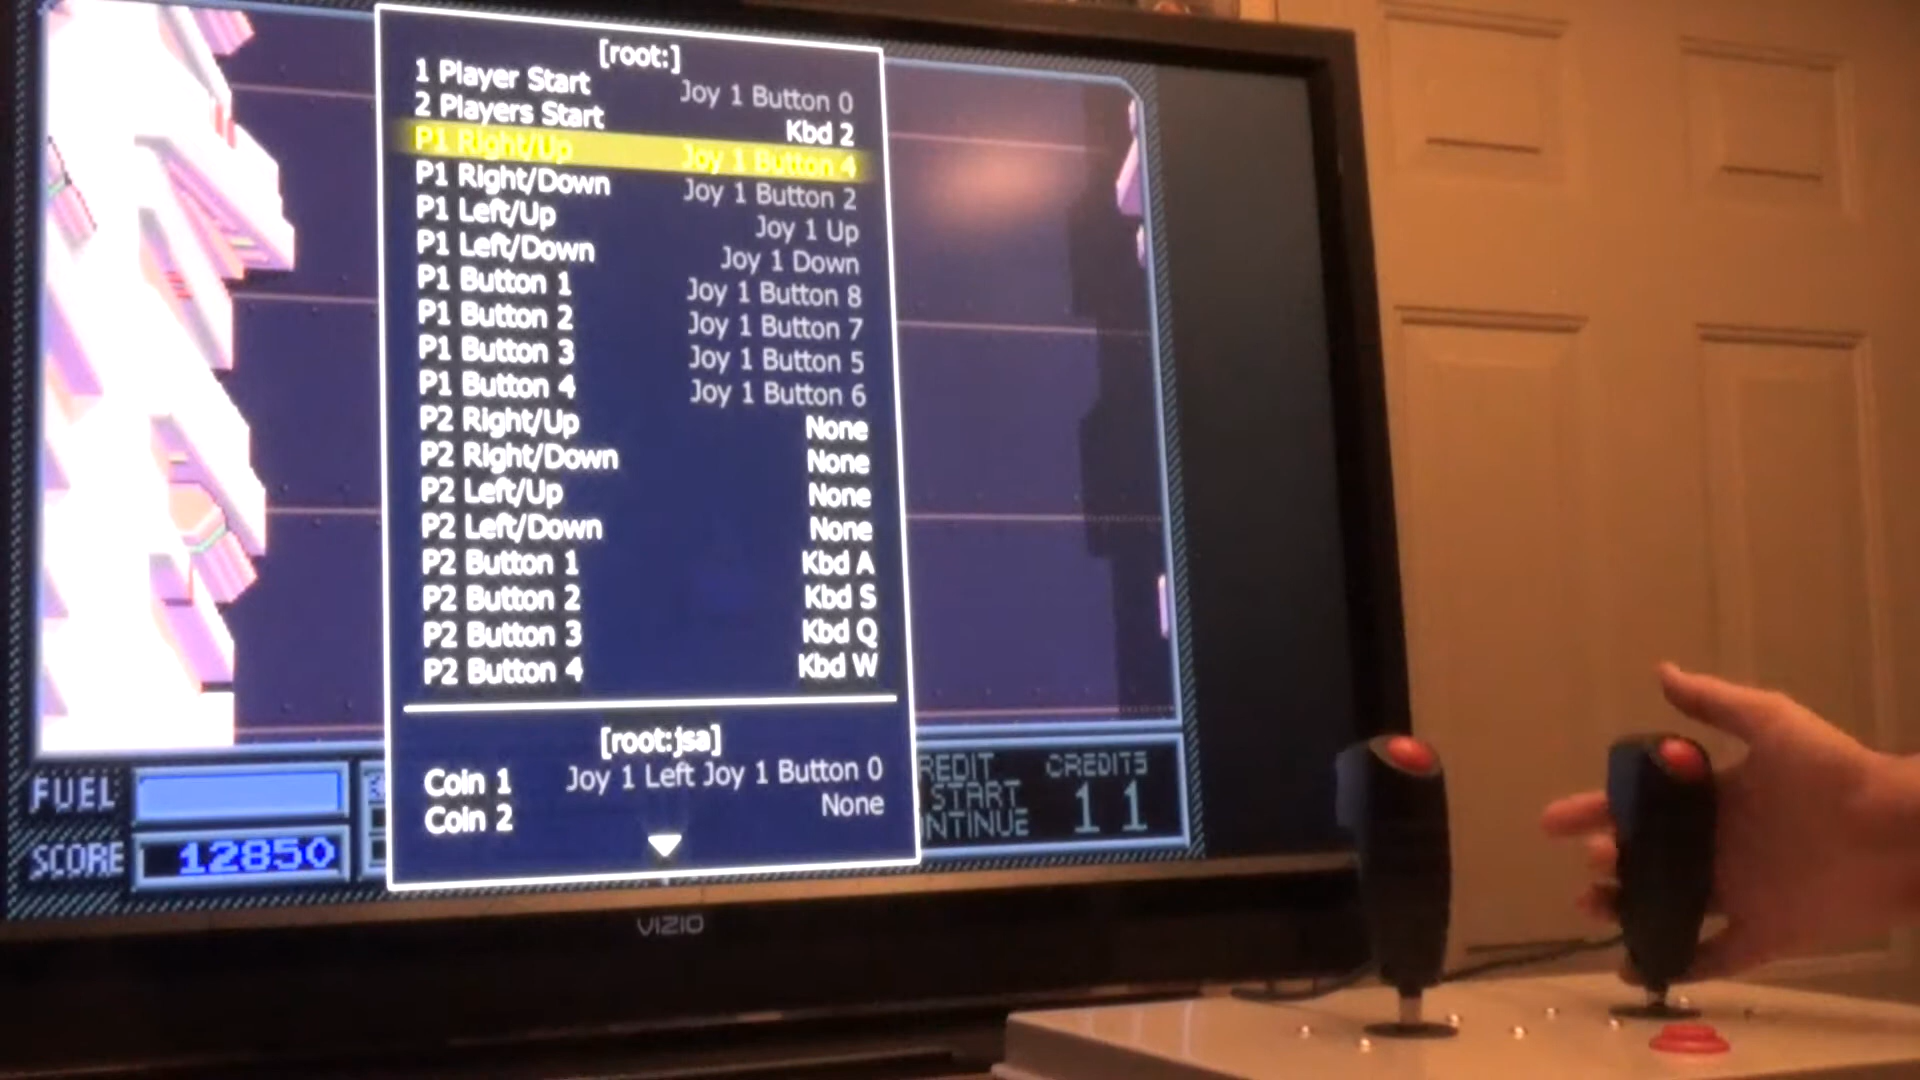 [root:]
1 Player Start Joy 1 Button 0
2 Players Start Kbd 2
P1 Right/Up Joy 1 Button 4
P1 Right/Down Joy 1 Button 2
P1 Left/Up Joy 1 Up
P1 Left/Down Joy 1 Down
P1 Button 1 Joy 1 Button 8
P1 Button 2 Joy 1 Button 7
P1 Button 3 Joy 1 Button 5
P1 Button 4 Joy 1 Button 6
P2 Right/Up None
P2 Right/Down None
P2 Left/Up None
P2 Left/Down None
P2 Button 1 Kbd A
P2 Button 2 Kbd S
P2 Button 3 Kbd Q
P2 Button 4 Kbd W
[root:jsa]
Coin 1 Joy 1 Left Joy 1 Button 0
Coin 2 None
FUEL
SCORE 12850
START
CREDITS
11
VIZIO